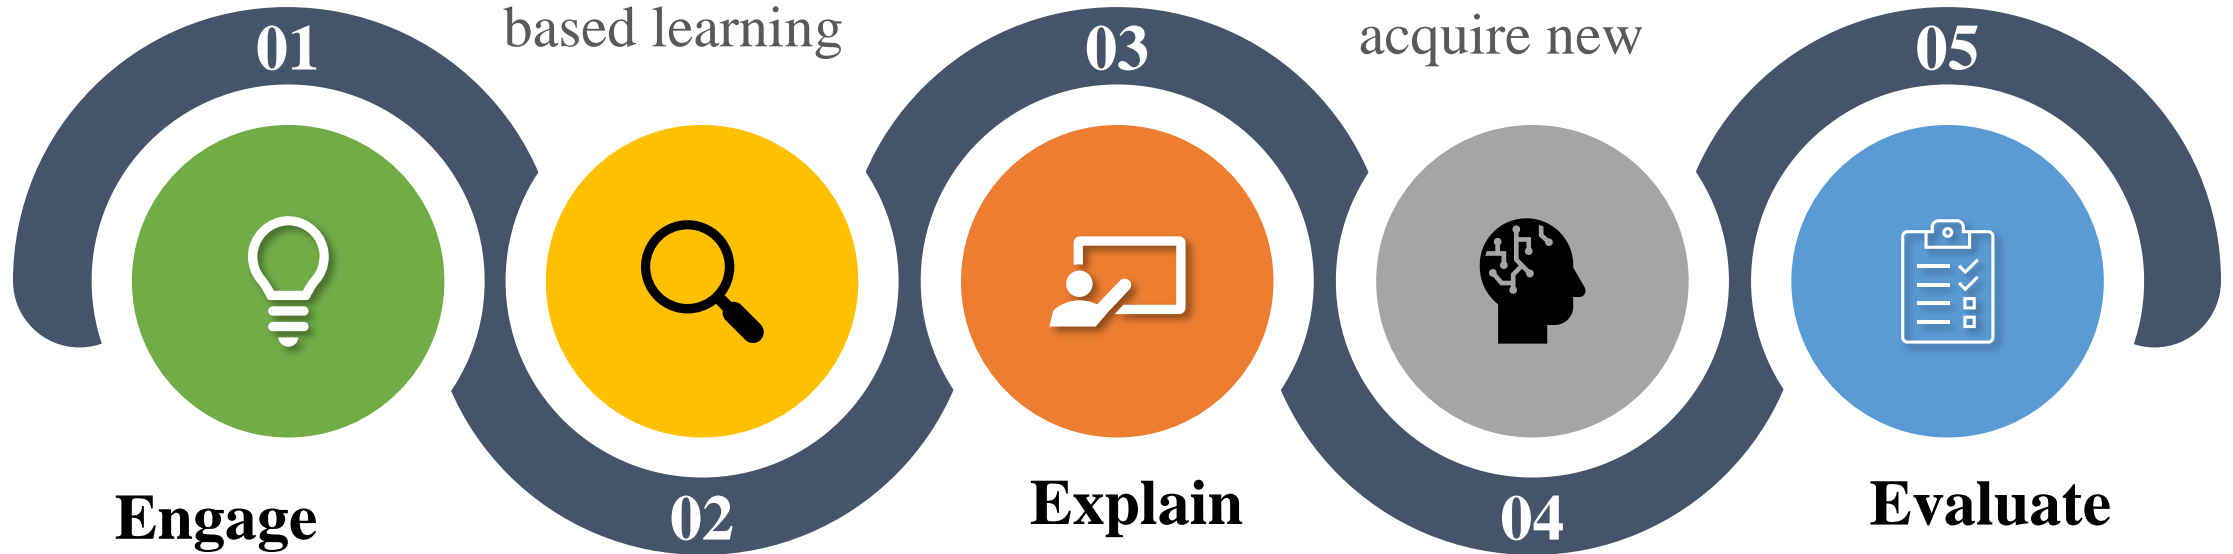 01
based learning
03
acquire new
05
Engage
02
Explain
04
Evaluate